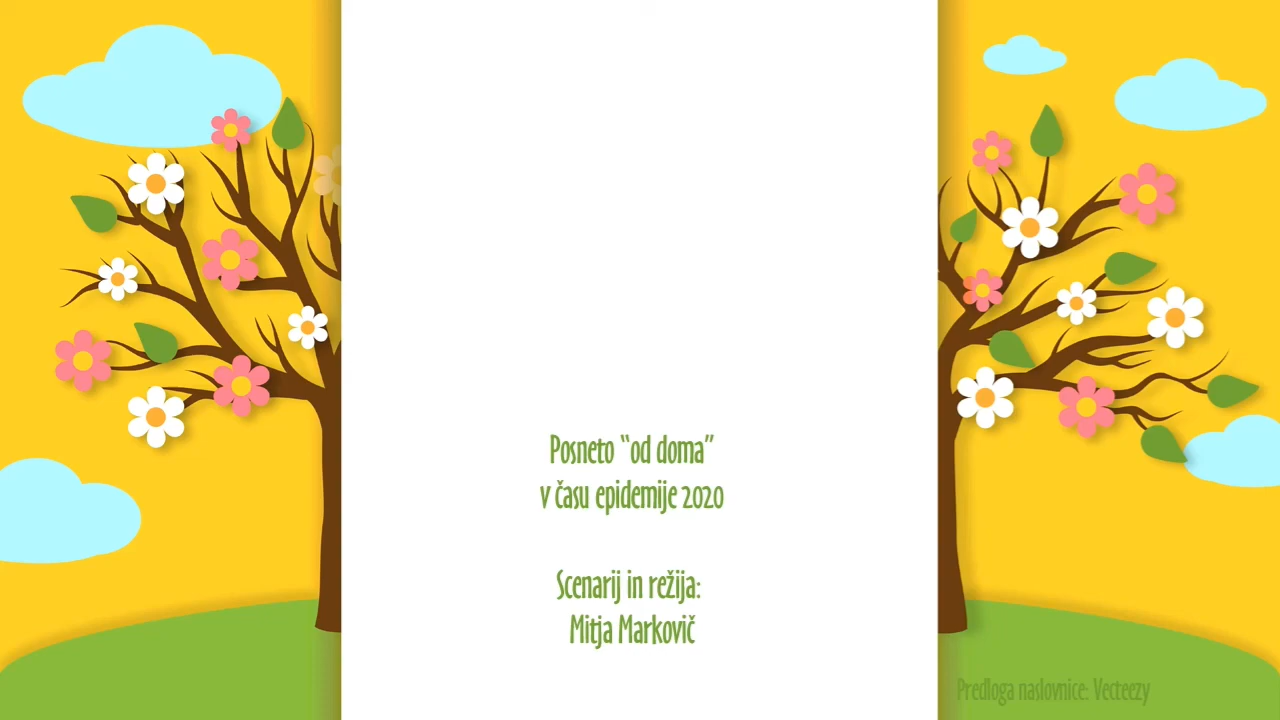 Posneto “od doma”
v času epidemije 2020
Scenarij in režija:
Mitja Markovič
Predloga naslovnice: Vecteezy